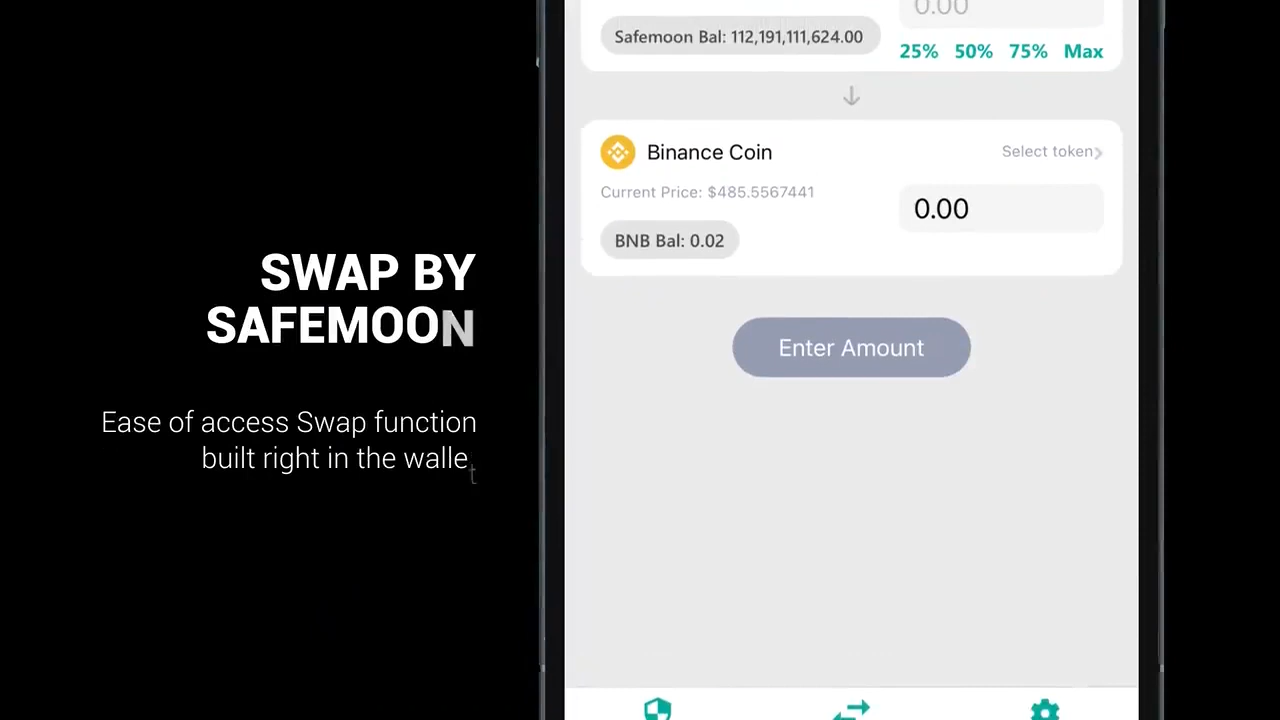 SWAP BY
SAFEMOON
Ease of access Swap function
built right in the wallet
0.00
Safemoon Bal: 112,191,111,624.00
25% 50% 75% Max
Binance Coin
Select token
Current Price: $485.5567441
0.00
BNB Bal: 0.02
Enter Amount